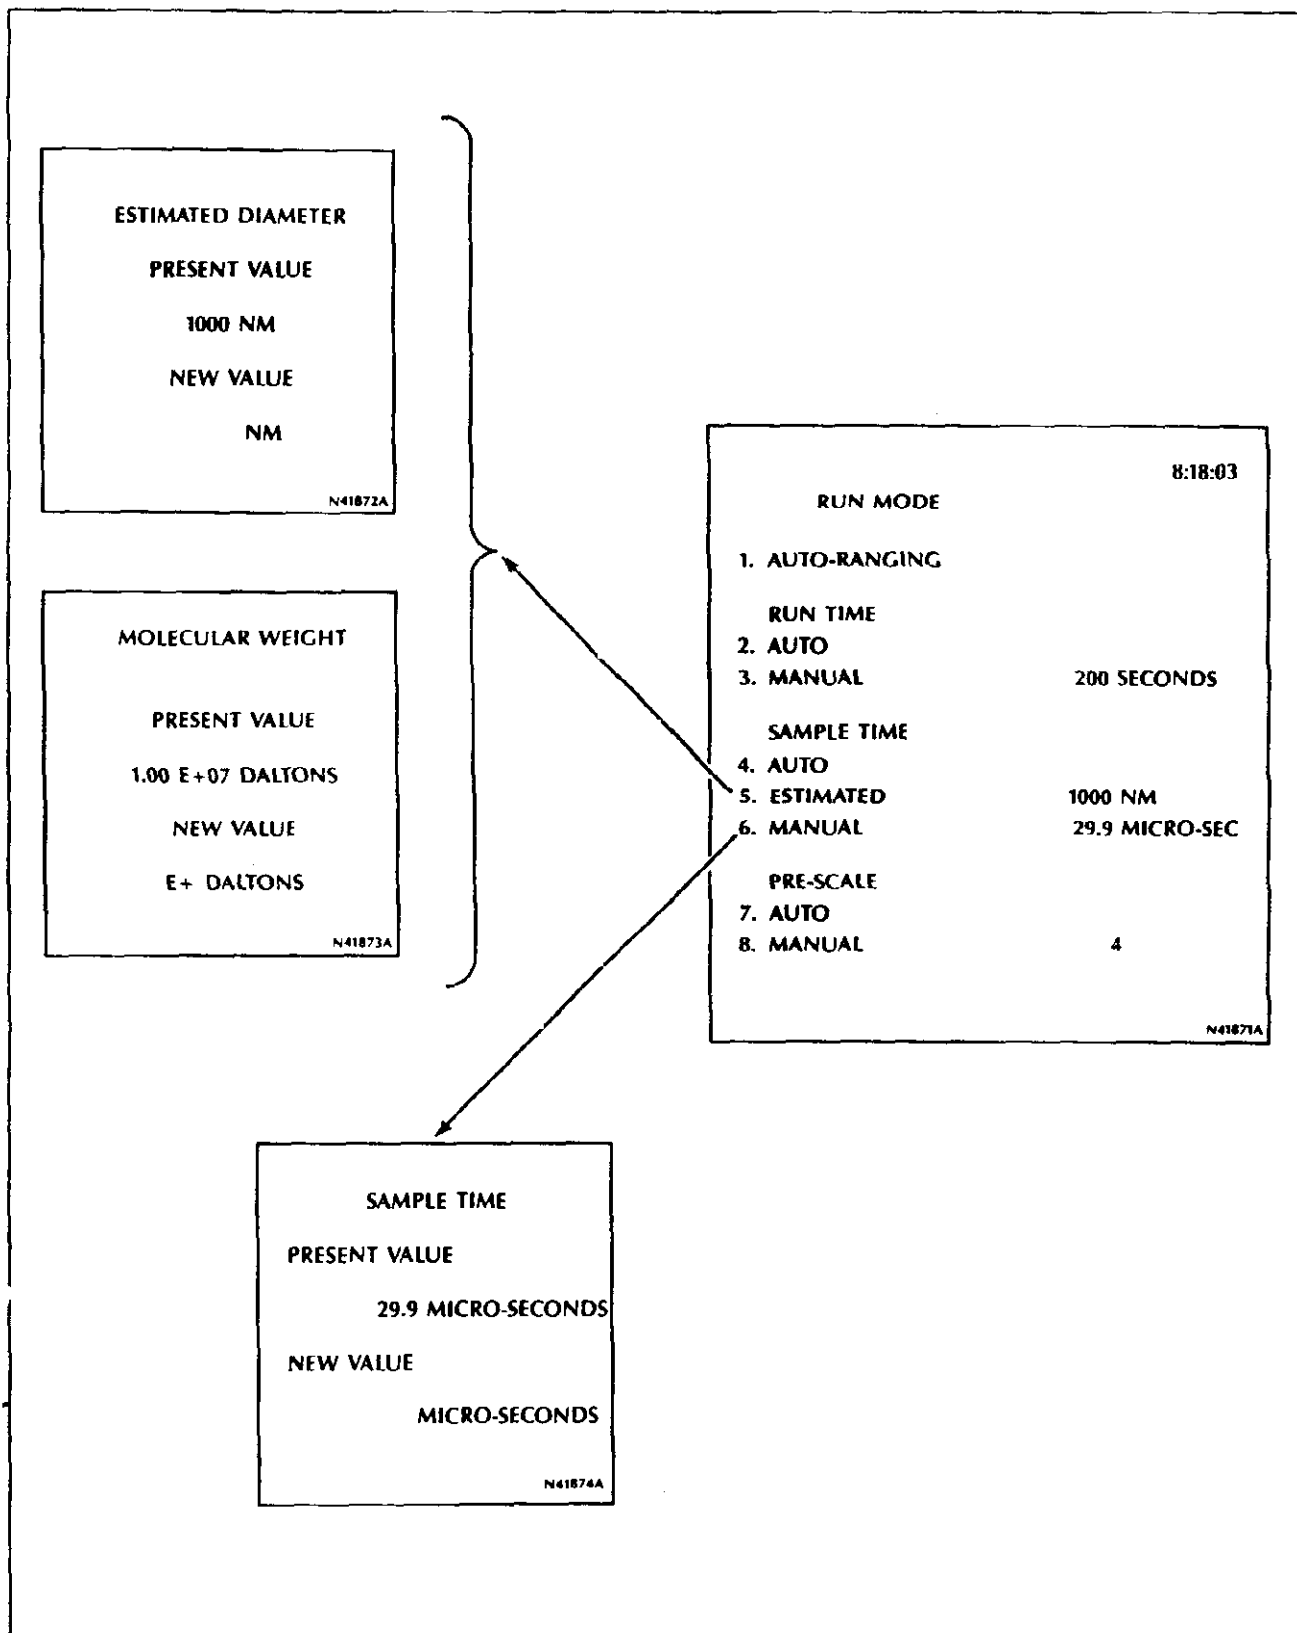 ESTIMATED DIAMETER
PRESENT VALUE
1000 NM
NEW VALUE
NM
N41872A
MOLECULAR WEIGHT
PRESENT VALUE
1.00 E+07 DALTONS
NEW VALUE
E+ DALTONS
N41873A
8:18:03
RUN MODE
1. AUTO-RANGING
RUN TIME
2. AUTO
3. MANUAL 200 SECONDS
SAMPLE TIME
4. AUTO
5. ESTIMATED 1000 NM
6. MANUAL 29.9 MICRO-SEC
PRE-SCALE
7. AUTO
8. MANUAL 4
N41871A
SAMPLE TIME
PRESENT VALUE
29.9 MICRO-SECONDS
NEW VALUE
MICRO-SECONDS
N41874A